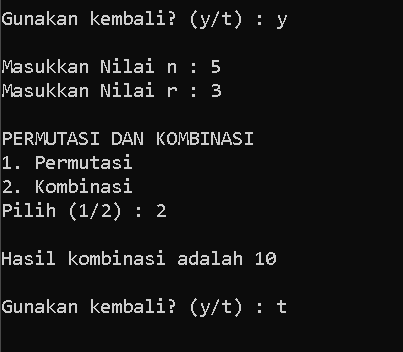 Gunakan kembali? (y/t) : y
Masukkan Nilai n : 5
Masukkan Nilai r : 3
PERMUTASI DAN KOMBINASI
1. Permutasi
2. Kombinasi
Pilih (1/2) : 2
Hasil kombinasi adalah 10
Gunakan kembali? (y/t) : t